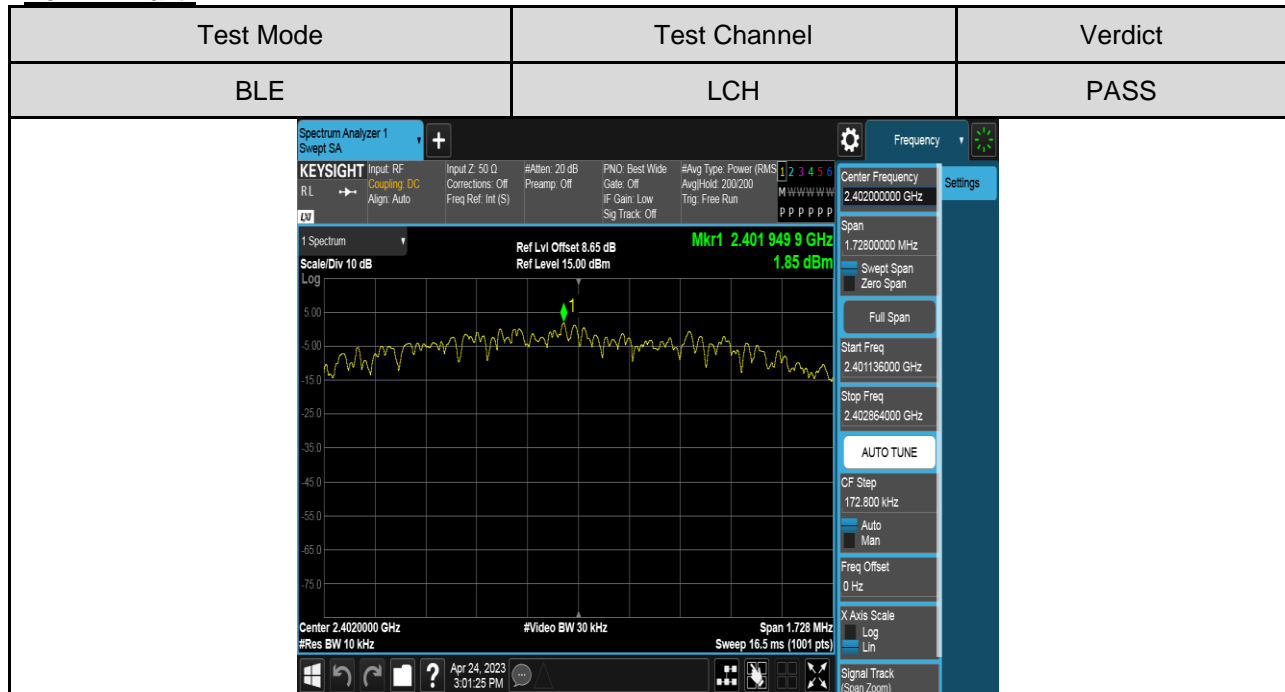 Test Mode Test Channel Verdict
BLE LCH PASS
Spectrum Analyzer 1
Swept SA
+
Frequency
KEYSIGHT
RL
LXI
Input: RF
Coupling: DC
Align: Auto
Input Z: 50 Ω
Corrections: Off
Freq Ref: Int (S)
#Atten: 20 dB
Preamp: Off
PNO: Best Wide
Gate: Off
IF Gain: Low
Sig Track: Off
#Avg Type: Power (RMS
Avg|Hold: 200/200
Trig: Free Run
1 2 3 4 5 6
M W W W W W
P P P P P P
1 Spectrum
Scale/Div 10 dB
Ref Lvl Offset 8.65 dB
Ref Level 15.00 dBm
Mkr1 2.401 949 9 GHz
1.85 dBm
Log
1
5.00
-5.00
-15.0
-25.0
-35.0
-45.0
-55.0
-65.0
-75.0
Center 2.4020000 GHz
#Res BW 10 kHz
#Video BW 30 kHz
Span 1.728 MHz
Sweep 16.5 ms (1001 pts)
?
Apr 24, 2023
3:01:25 PM
Center Frequency
2.402000000 GHz
Settings
Span
1.72800000 MHz
Swept Span
Zero Span
Full Span
Start Freq
2.401136000 GHz
Stop Freq
2.402864000 GHz
AUTO TUNE
CF Step
172.800 kHz
Auto
Man
Freq Offset
0 Hz
X Axis Scale
Log
Lin
Signal Track
(Span Zoom)